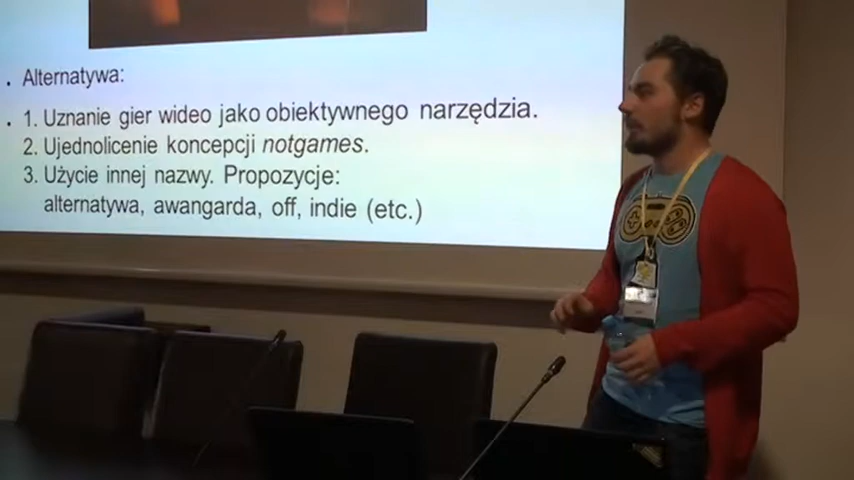 . Alternatywa:
. 1. Uznanie gier wideo jako obiektywnego narzędzia.
2. Ujednolicenie koncepcji notgames.
3. Użycie innej nazwy. Propozycje:
alternatywa, awangarda, off, indie (etc.)